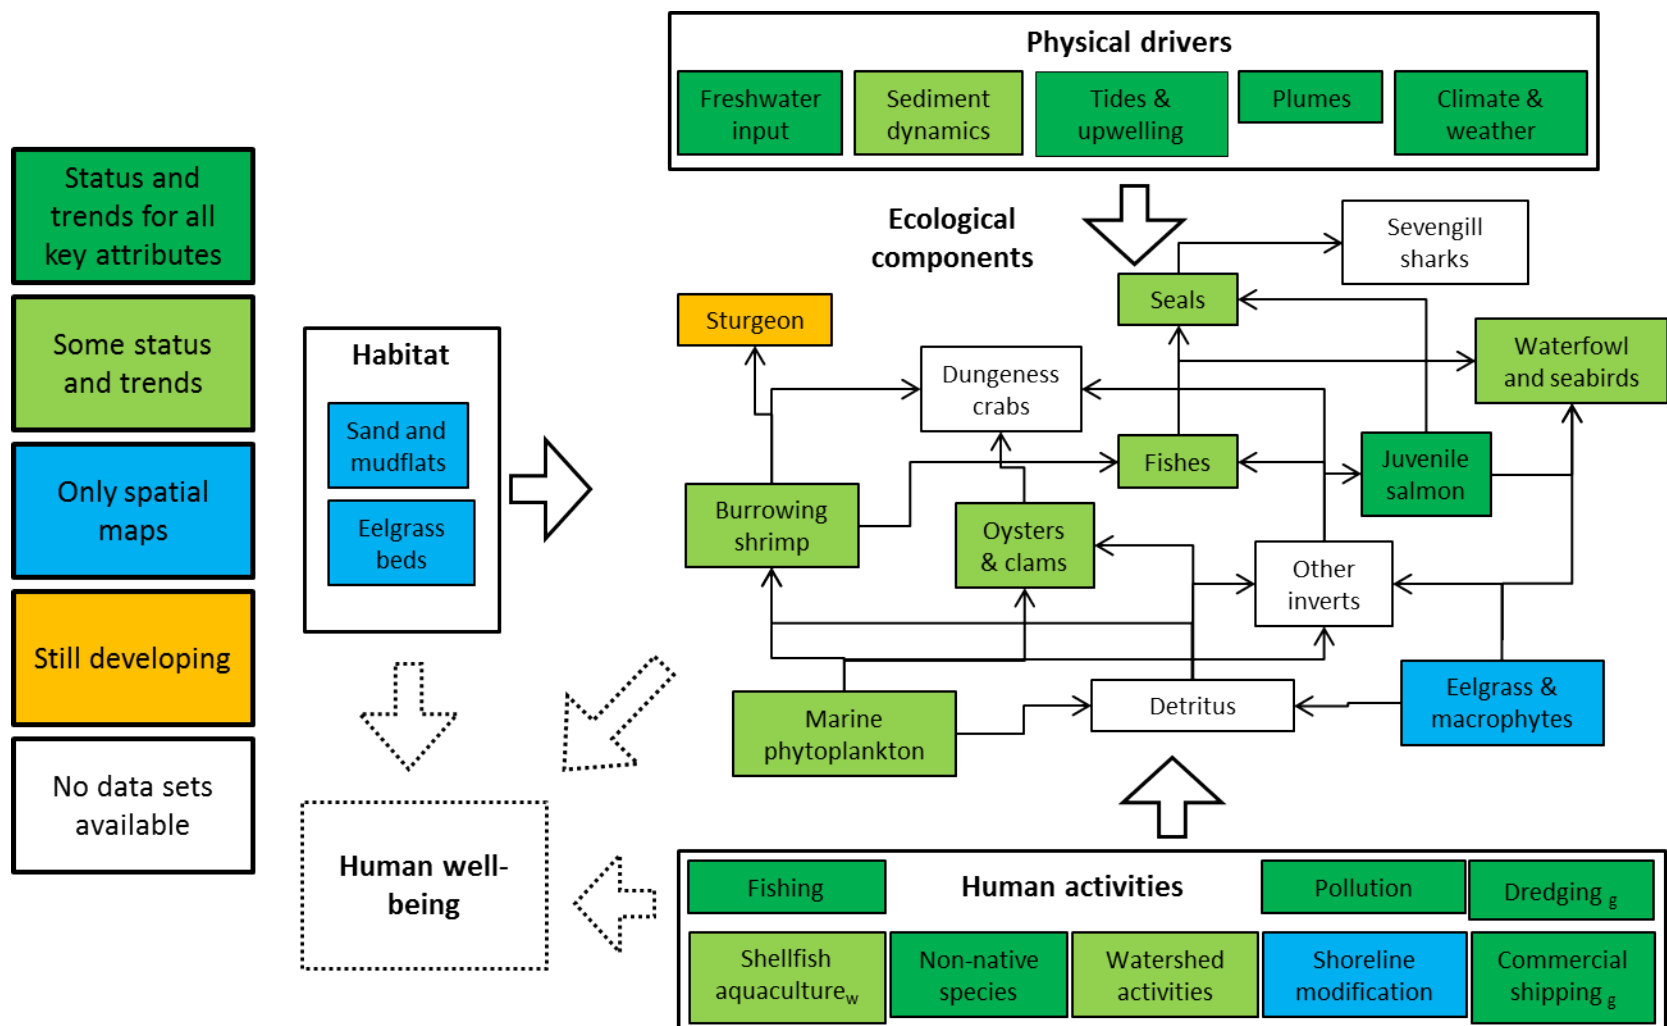 Physical drivers
Freshwater
input
Sediment
dynamics
Tides &
upwelling
Plumes
Climate &
weather
Status and
trends for all
key attributes
Some status
and trends
Only spatial
maps
Still developing
No data sets
available
Habitat
Sand and
mudflats
Eelgrass
beds
Ecological
components
Sevengill
sharks
Seals
Sturgeon
Waterfowl
and seabirds
Dungeness
crabs
Fishes
Juvenile
salmon
Burrowing
shrimp
Oysters
& clams
Other
inverts
Marine
phytoplankton
Detritus
Eelgrass &
macrophytes
Human well-
being
Human activities
Fishing
Pollution
Dredging g
Shellfish
aquaculturew
Non-native
species
Watershed
activities
Shoreline
modification
Commercial
shipping g